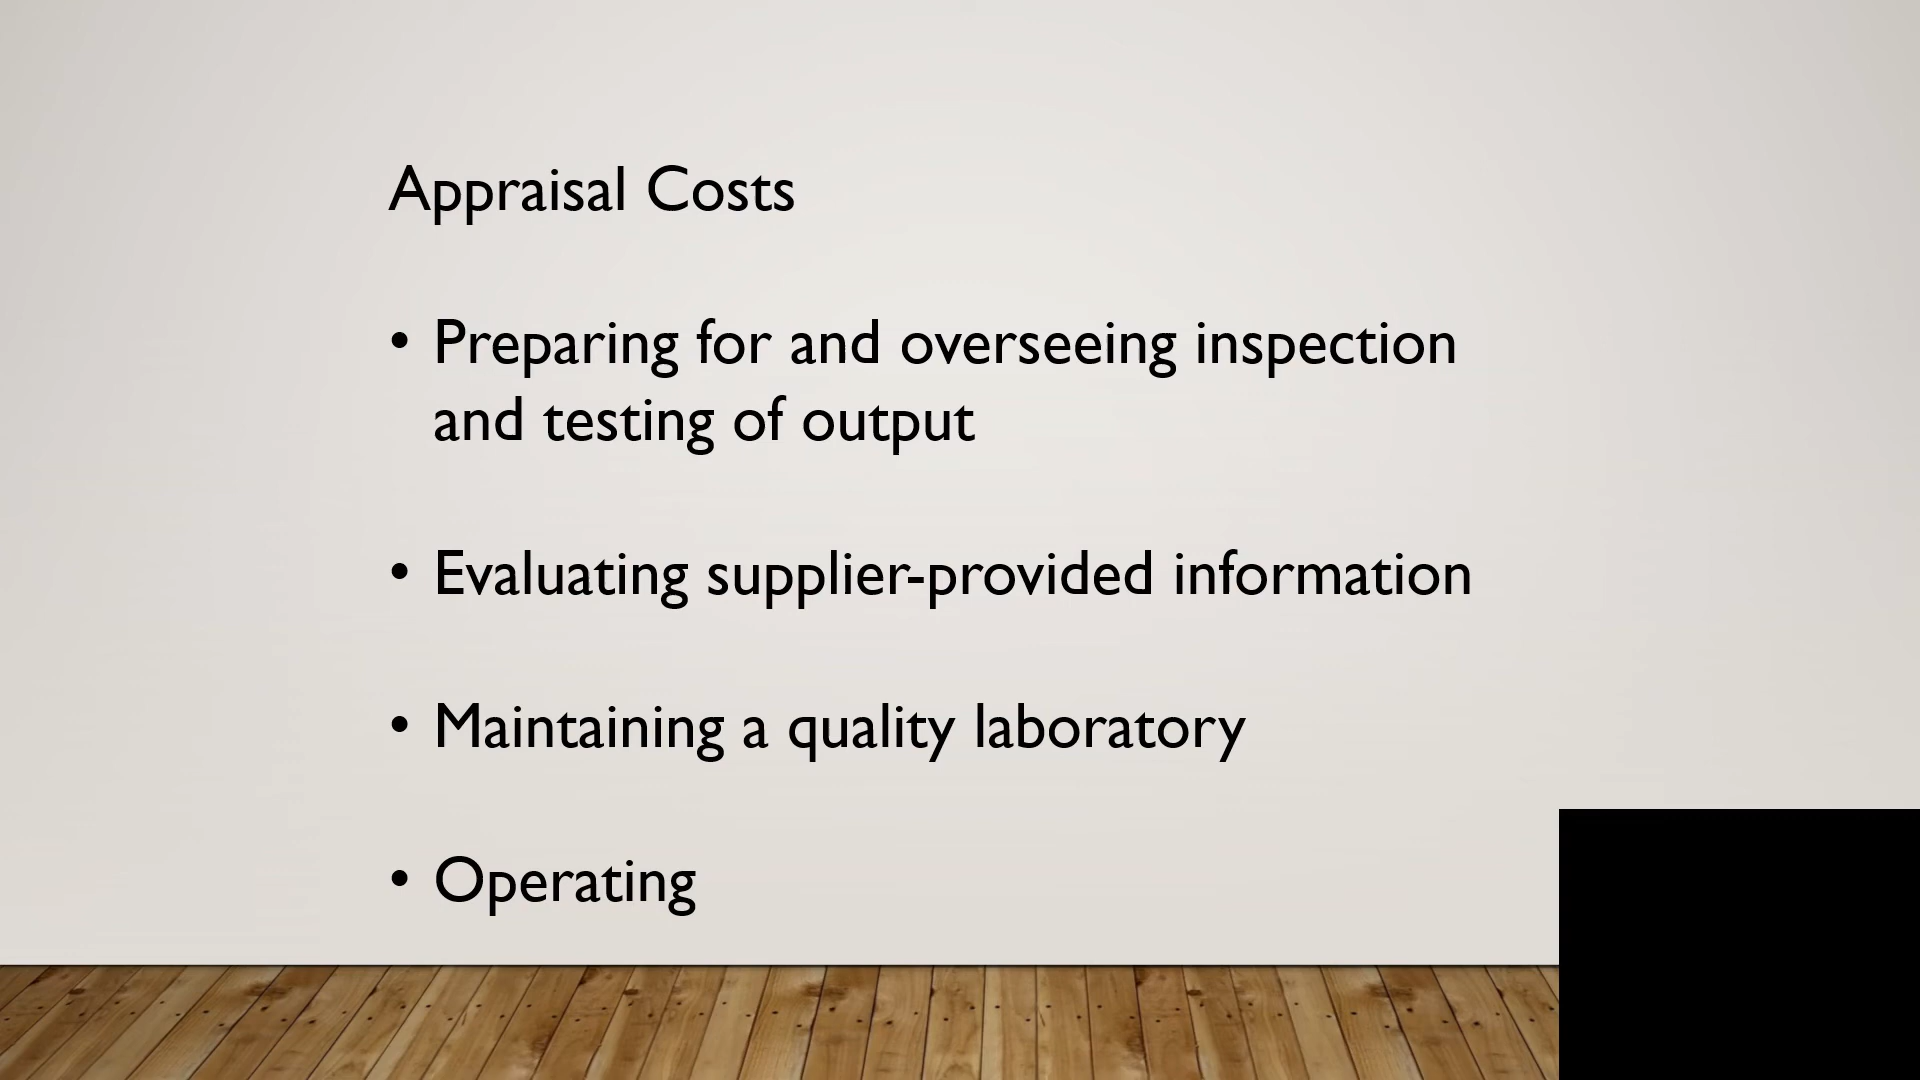 Appraisal Costs
• Preparing for and overseeing inspection
and testing of output
• Evaluating supplier-provided information
• Maintaining a quality laboratory
• Operating